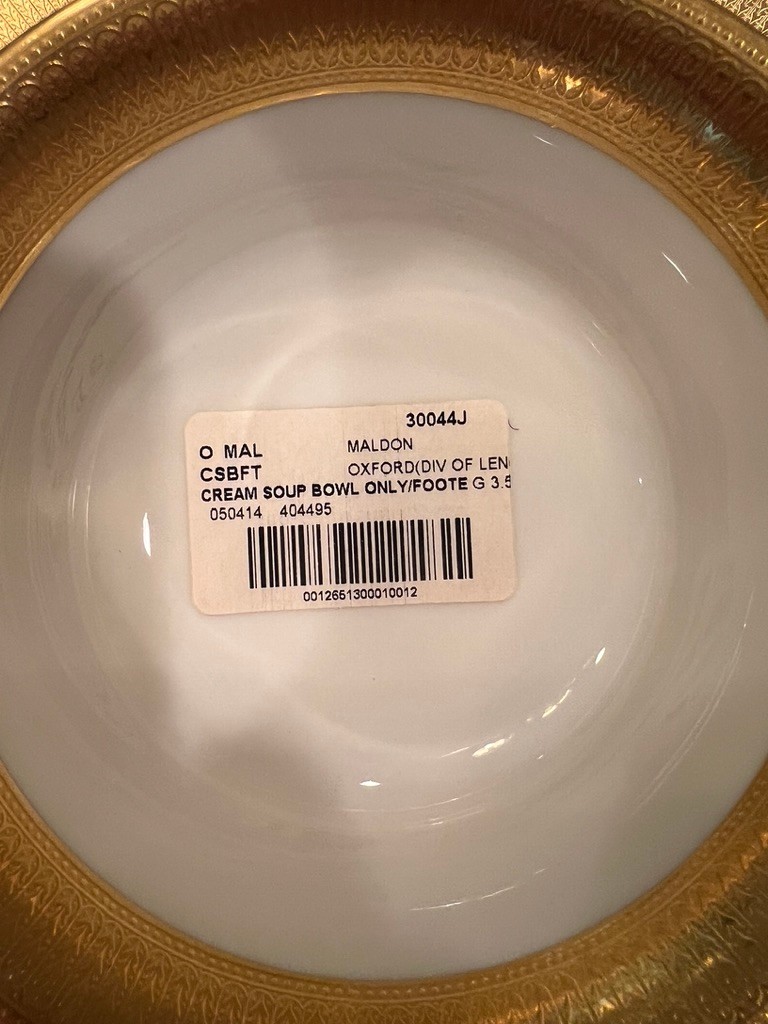 30044J
O MAL MALDON
CSBFT OXFORD(DIV OF LEN
CREAM SOUP BOWL ONLY/FOOTE G 3.5
050414 404495
0012651300010012